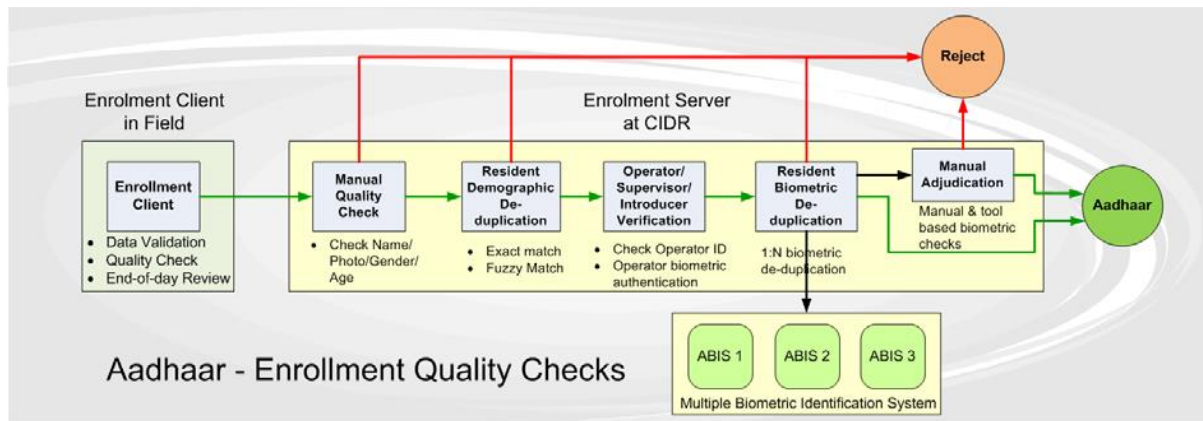 Reject
Enrolment Client
in Field
Enrolment Server
at CIDR
Enrollment
Client
• Data Validation
• Quality Check
• End-of-day Review
Manual
Quality
Check
• Check Name/
Photo/Gender/
Age
Resident
Demographic
De-
duplication
• Exact match
• Fuzzy Match
Operator/
Supervisor/
Introducer
Verification
• Check Operator ID
• Operator biometric
authentication
Resident
Biometric
De-
duplication
1:N biometric
de-duplication
Manual
Adjudication
Manual & tool
based biometric
checks
Aadhaar
ABIS 1
ABIS 2
ABIS 3
Multiple Biometric Identification System
Aadhaar - Enrollment Quality Checks